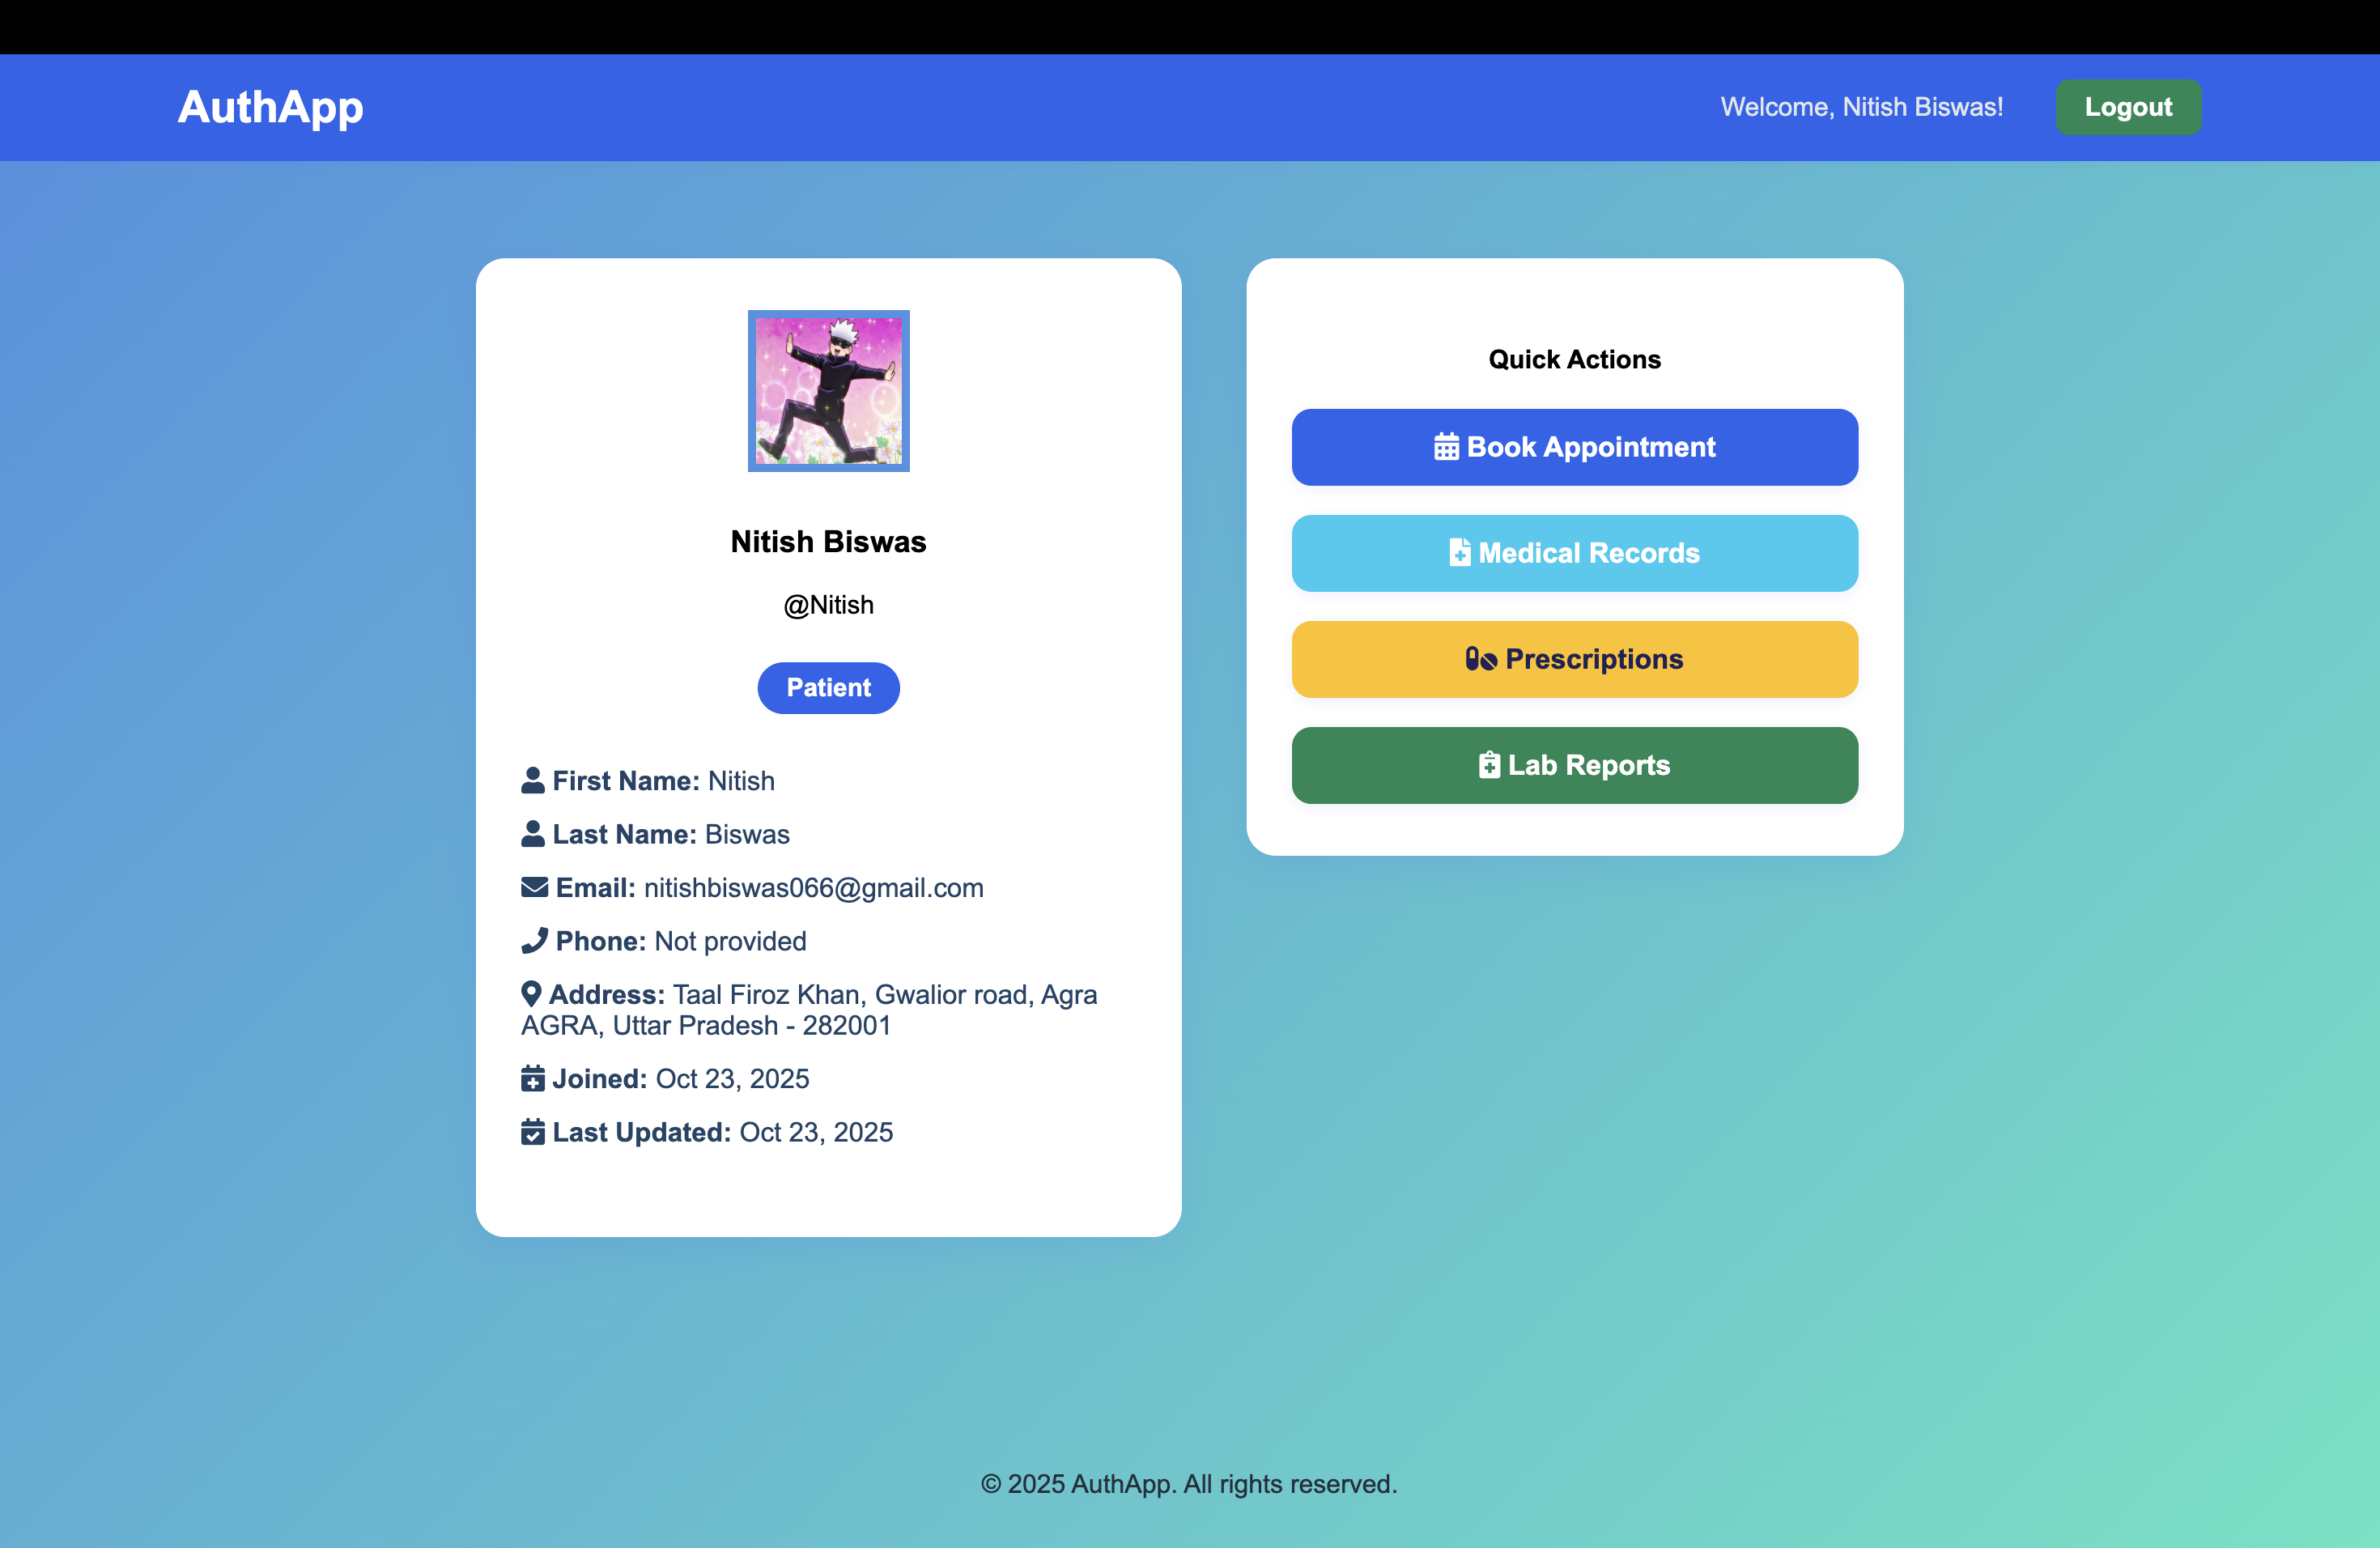 AuthApp
Welcome, Nitish Biswas!
Logout
Nitish Biswas
@Nitish
Patient
First Name: Nitish
Last Name: Biswas
Email: nitishbiswas066@gmail.com
Phone: Not provided
Address: Taal Firoz Khan, Gwalior road, Agra
AGRA, Uttar Pradesh - 282001
Joined: Oct 23, 2025
Last Updated: Oct 23, 2025
Quick Actions
Book Appointment
Medical Records
Prescriptions
Lab Reports
© 2025 AuthApp. All rights reserved.